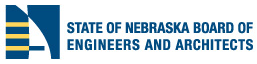 STATE OF NEBRASKA BOARD OF
ENGINEERS AND ARCHITECTS